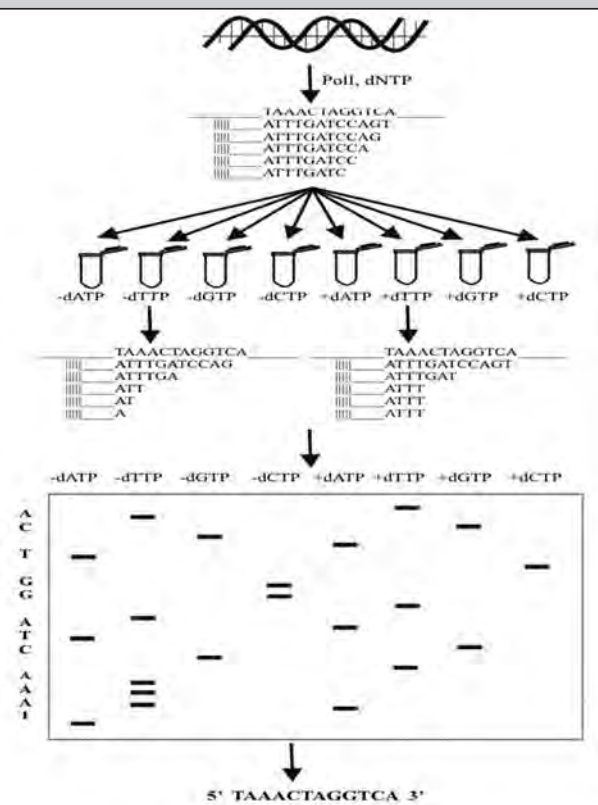 PolI, dNTP
TAAACTAGGTCA
ATTTGATCCAGT
ATTTGATCCAG
ATTTGATCCA
ATTTGATCC
ATTTGATC
-dATP -dTTP -dGTP -dCTP +dATP +dTTP +dGTP +dCTP
TAAACTAGGTCA
ATTTGATCCAG
ATTTGA
ATT
AT
A
TAAACTAGGTCA
ATTTGATCCAGT
ATTTGAT
ATTT
ATTT
ATTT
-dATP -dTTP -dGTP -dCTP +dATP +dTTP +dGTP +dCTP
A
C
T
G
G
A
T
C
A
A
A
T
5' TAAACTAGGTCA 3'